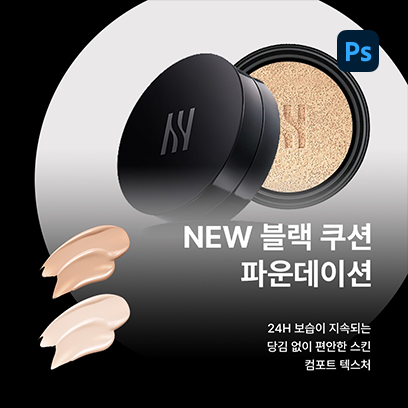 Ps
NEW 블랙 쿠션
파운데이션
24H 보습이 지속되는
당김 없이 편안한 스킨
컴포트 텍스처